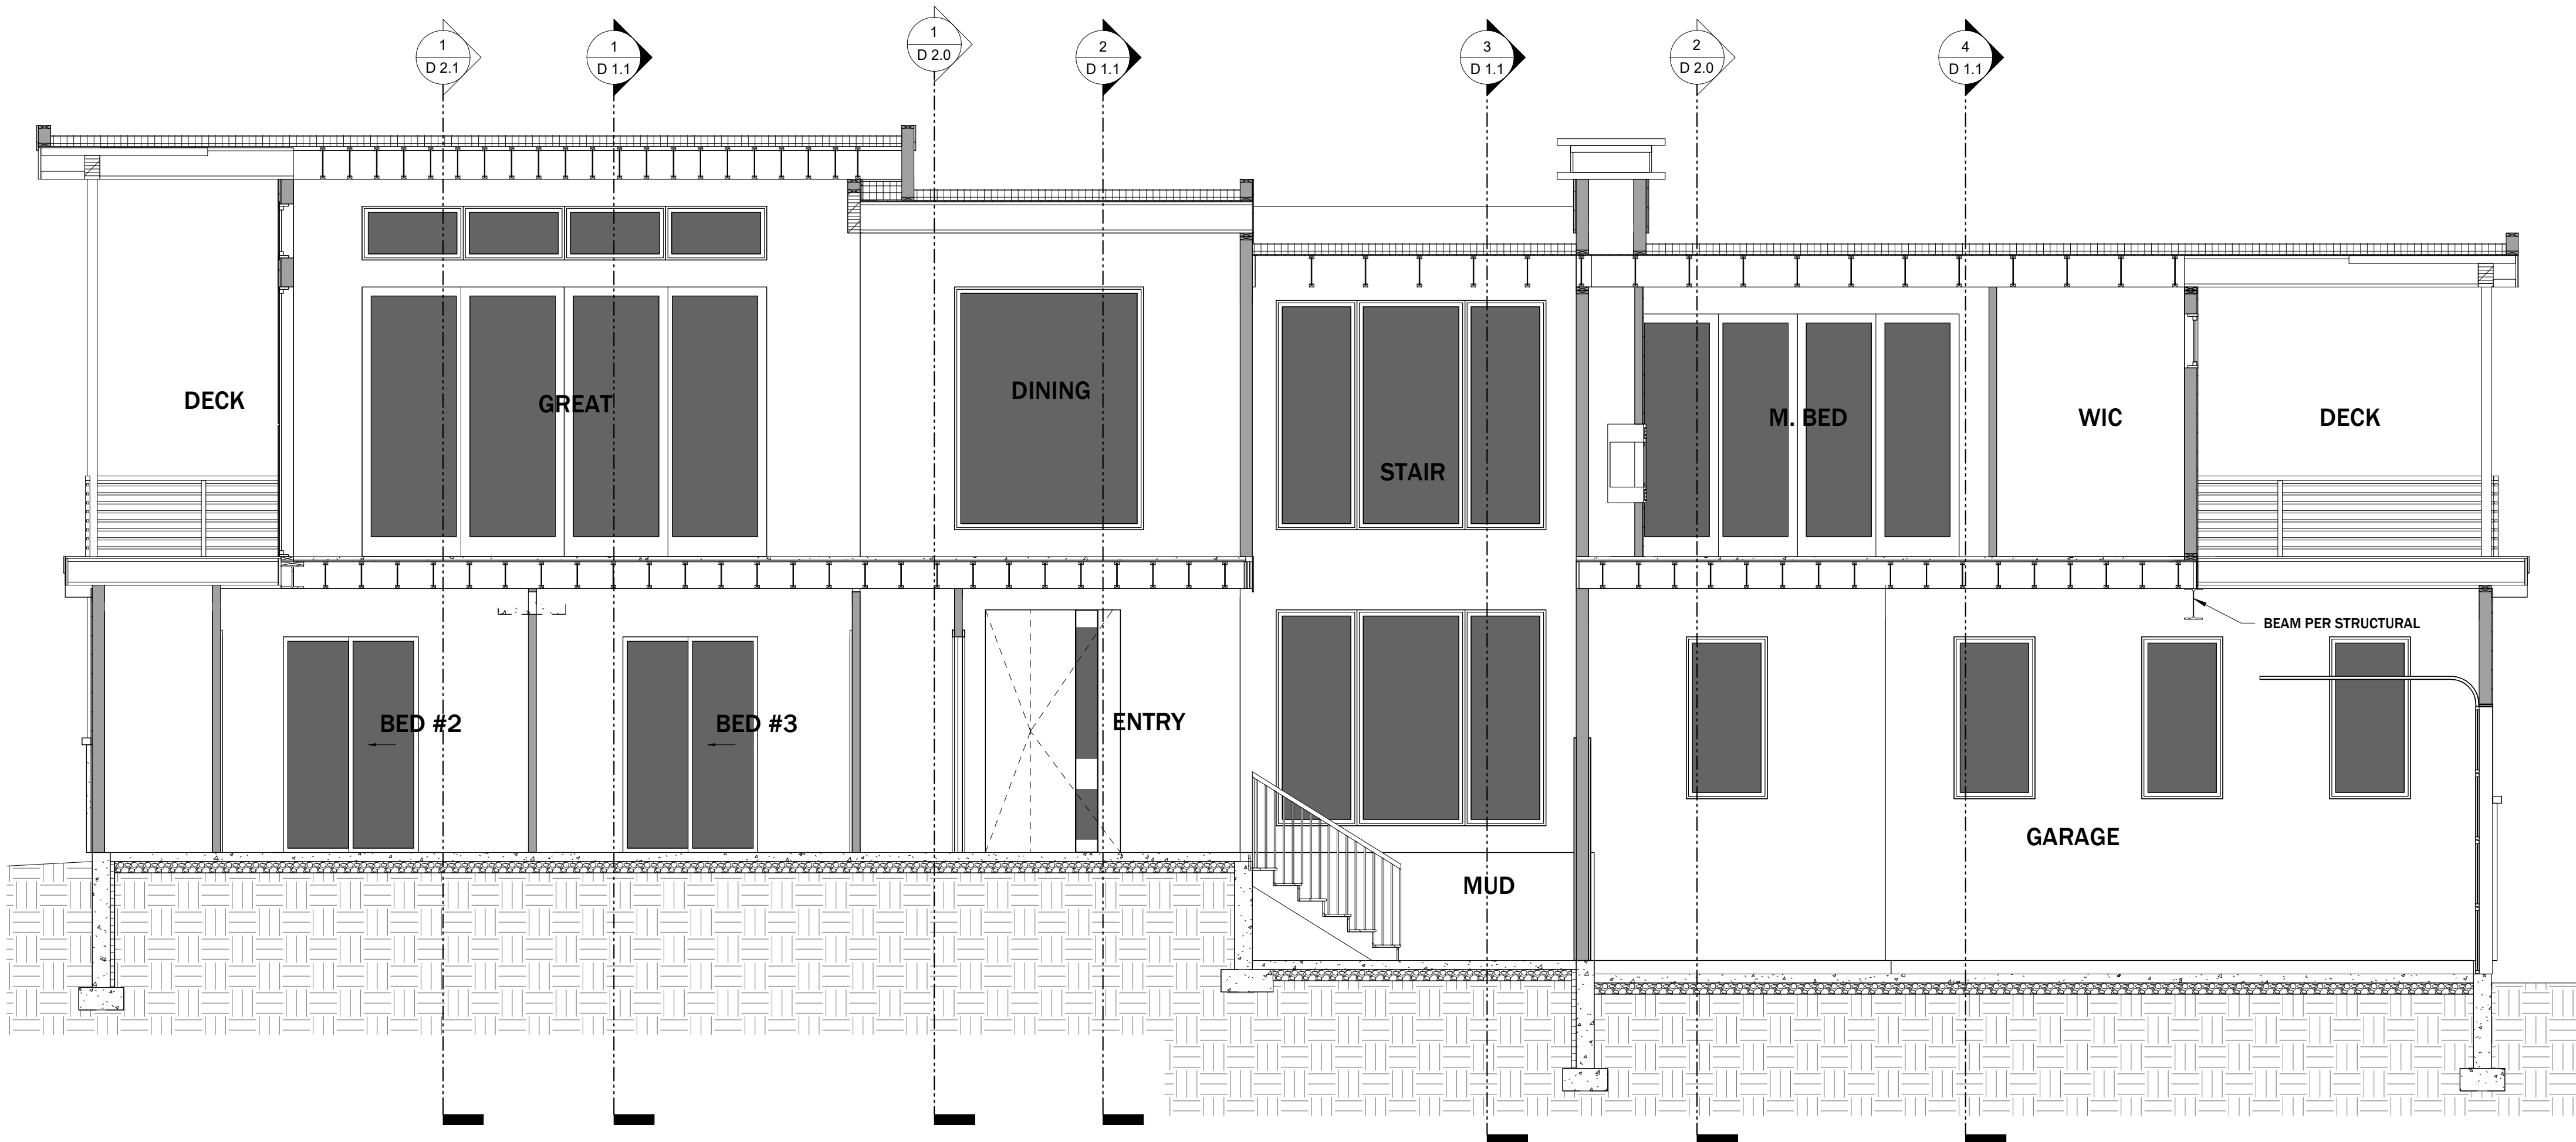 1
D 2.1
1
D 1.1
1
D 2.0
2
D 1.1
3
D 1.1
2
D 2.0
4
D 1.1
DECK
GREAT
DINING
STAIR
M. BED
WIC
DECK
BEAM PER STRUCTURAL
BED #2
BED #3
ENTRY
MUD
GARAGE